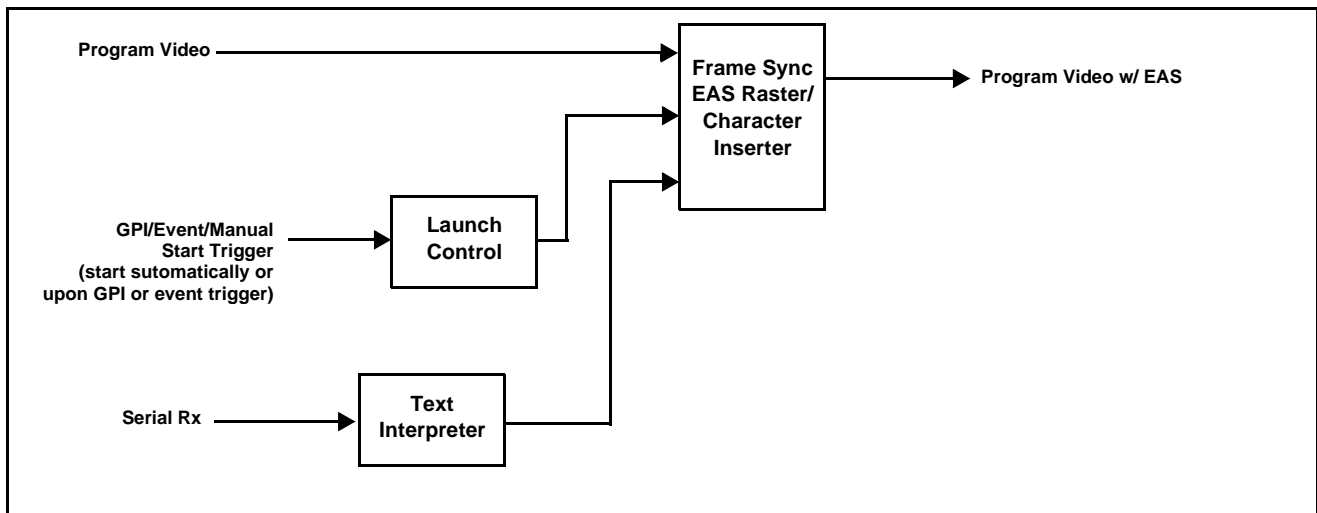 Program Video
Frame Sync
EAS Raster/
Character
Inserter
Program Video w/ EAS
GPI/Event/Manual
Start Trigger
(start sutomatically or
upon GPI or event trigger)
Launch
Control
Serial Rx
Text
Interpreter